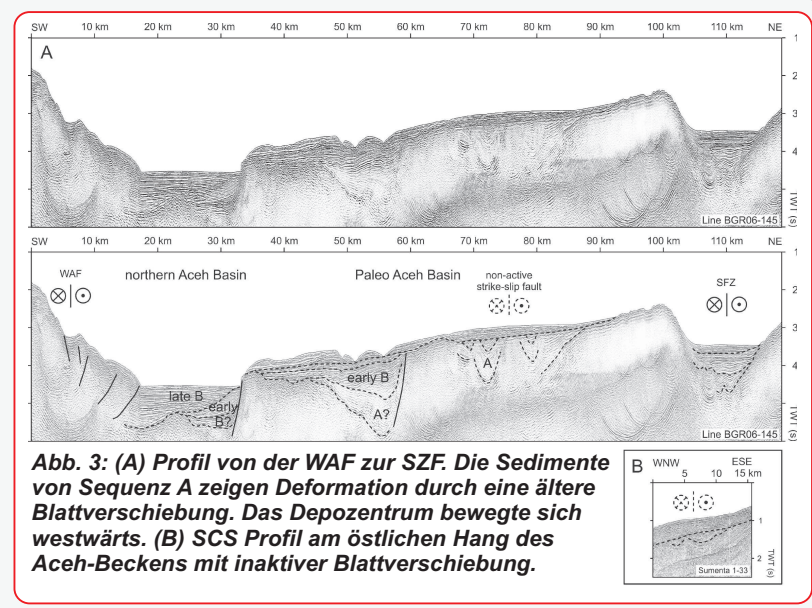 SW 10 km 20 km 30 km 40 km 50 km 60 km 70 km 80 km 90 km 100 km 110 km NE
A
1
2
3
4
TWT (s)
Line BGR06-145
SW 10 km 20 km 30 km 40 km 50 km 60 km 70 km 80 km 90 km 100 km 110 km NE
1
WAF northern Aceh Basin Paleo Aceh Basin non-active
strike-slip fault SFZ
2
3
4
late B early B A
early
B? A?
TWT (s)
Line BGR06-145
Abb. 3: (A) Profil von der WAF zur SZF. Die Sedimente
von Sequenz A zeigen Deformation durch eine ältere
Blattverschiebung. Das Depozentrum bewegte sich
westwärts. (B) SCS Profil am östlichen Hang des
Aceh-Beckens mit inaktiver Blattverschiebung.
B WNW ESE
5 10 15 km
1
2
TWT (s)
Sumenta 1-33